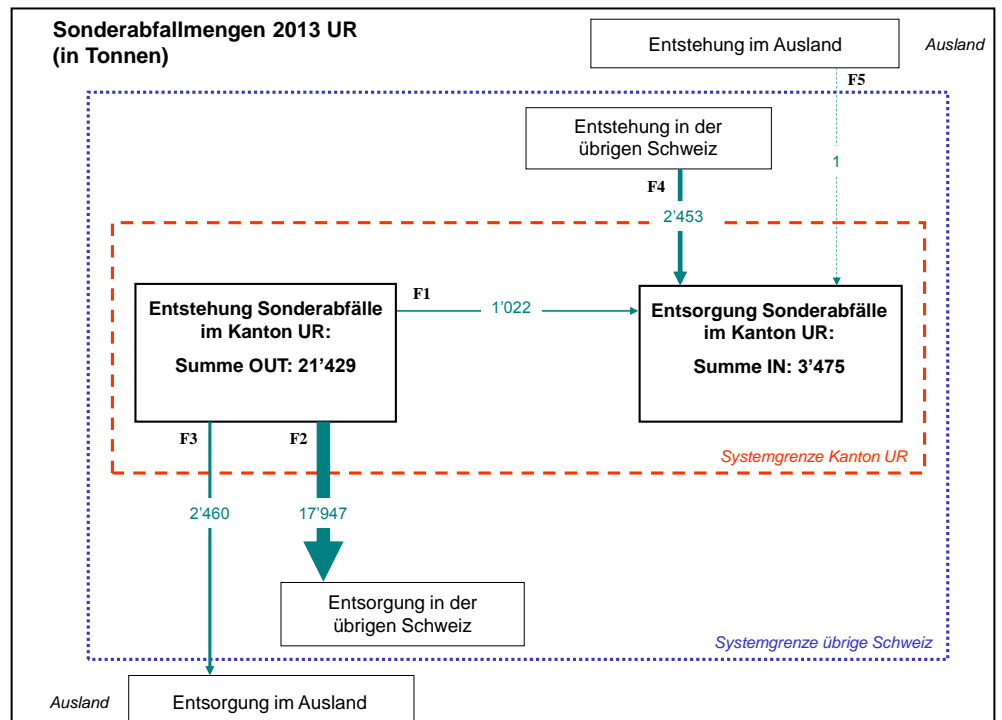 Sonderabfallmengen 2013 UR
(in Tonnen)
Entstehung im Ausland
Ausland
F5
Entstehung in der
übrigen Schweiz
1
F4
2'453
Entstehung Sonderabfälle
im Kanton UR:
Summe OUT: 21'429
F1
1'022
Entsorgung Sonderabfälle
im Kanton UR:
Summe IN: 3'475
F3
F2
Systemgrenze Kanton UR
2'460
17'947
Entsorgung in der
übrigen Schweiz
Systemgrenze übrige Schweiz
Ausland
Entsorgung im Ausland